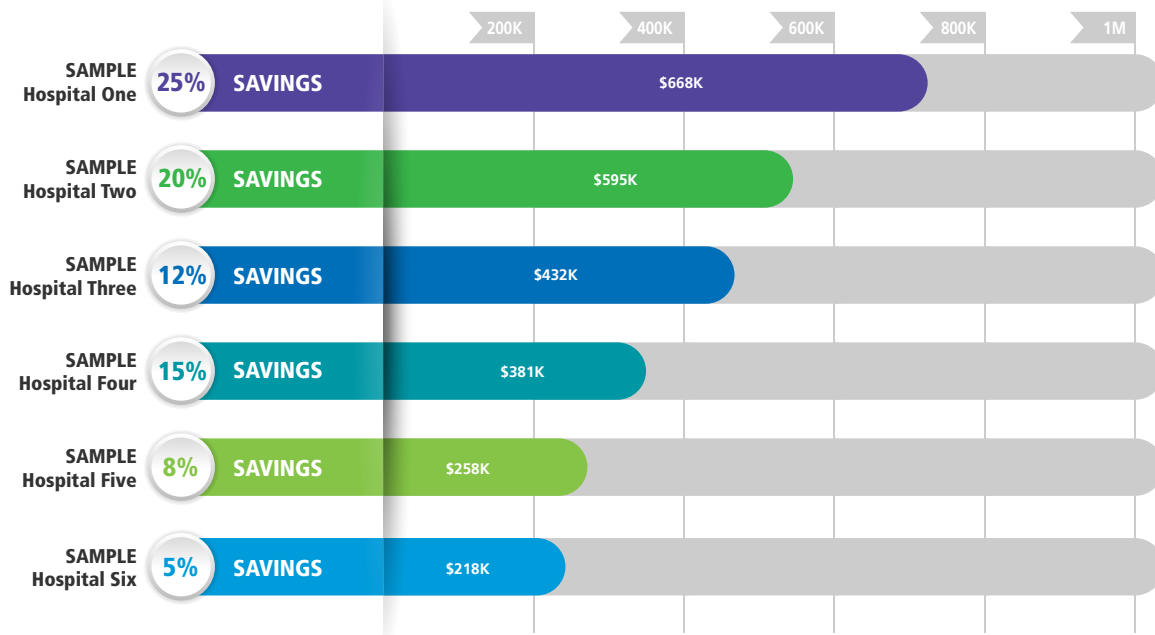 200K 400K 600K 800K 1M
SAMPLE
Hospital One
25% SAVINGS $668K
SAMPLE
Hospital Two
20% SAVINGS $595K
SAMPLE
Hospital Three
12% SAVINGS $432K
SAMPLE
Hospital Four
15% SAVINGS $381K
SAMPLE
Hospital Five
8% SAVINGS $258K
SAMPLE
Hospital Six
5% SAVINGS $218K